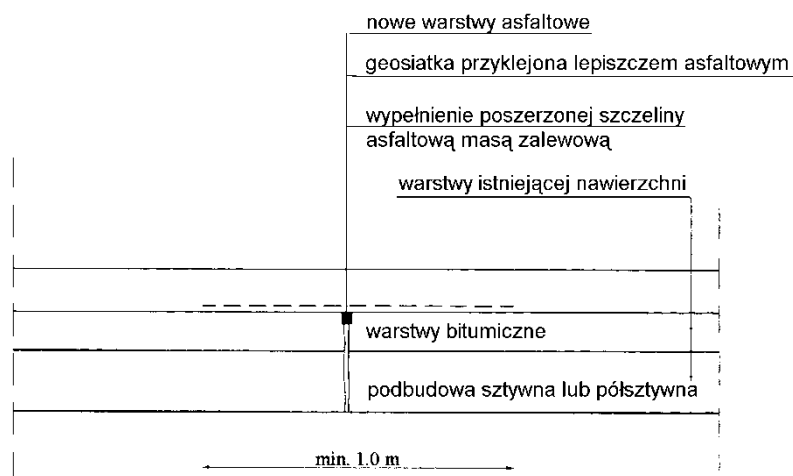 nowe warstwy asfaltowe
geosiatka przyklejona lepiszczem asfaltowym
wypełnienie poszerzonej szczeliny
asfaltową masą zalewową
warstwy istniejącej nawierzchni
warstwy bitumiczne
podbudowa sztywna lub półsztywna
min. 1.0 m